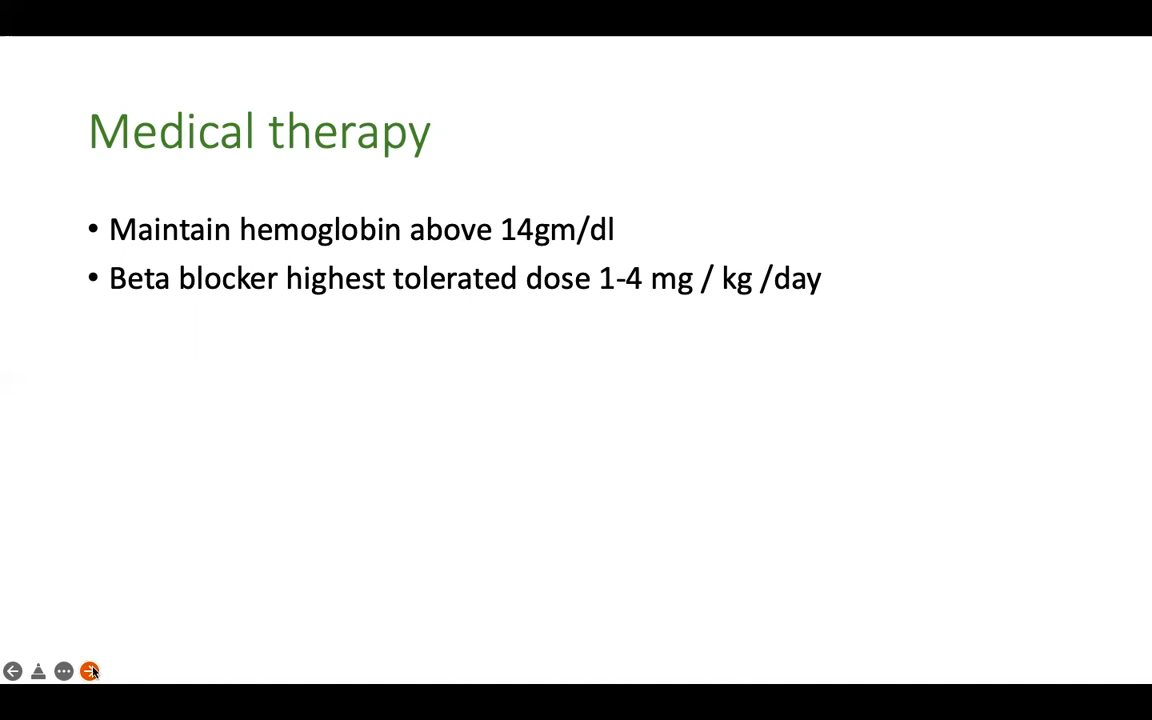 Medical therapy
• Maintain hemoglobin above 14gm/dl
• Beta blocker highest tolerated dose 1-4 mg / kg /day